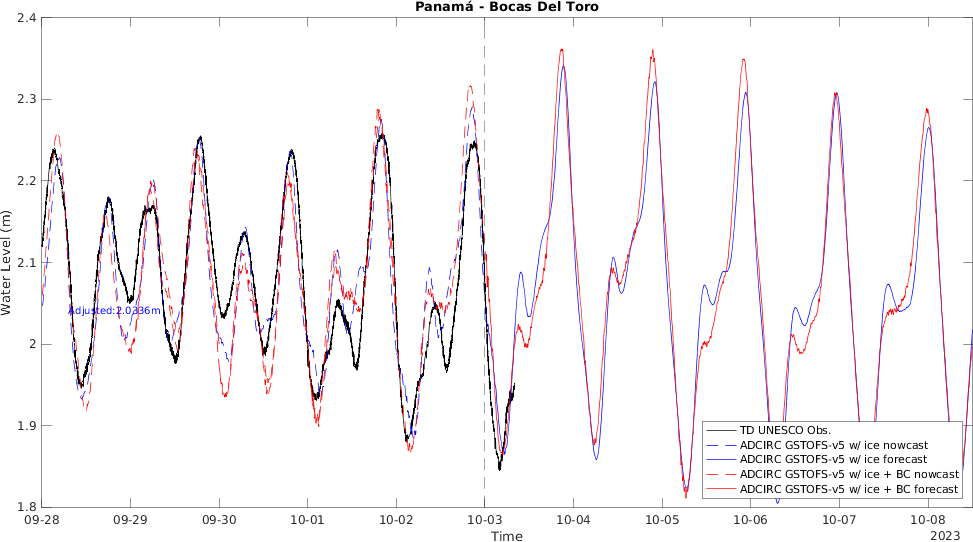 Panamá - Bocas Del Toro
Water Level (m)
2.4
2.3
2.2
2.1
2
1.9
1.8
Adjusted:2.0336m
TD UNESCO Obs.
ADCIRC GSTOFS-v5 w/ ice nowcast
ADCIRC GSTOFS-v5 w/ ice forecast
ADCIRC GSTOFS-v5 w/ ice + BC nowcast
ADCIRC GSTOFS-v5 w/ ice + BC forecast
09-28 09-29 09-30 10-01 10-02 10-03 10-04 10-05 10-06 10-07 10-08
Time
2023